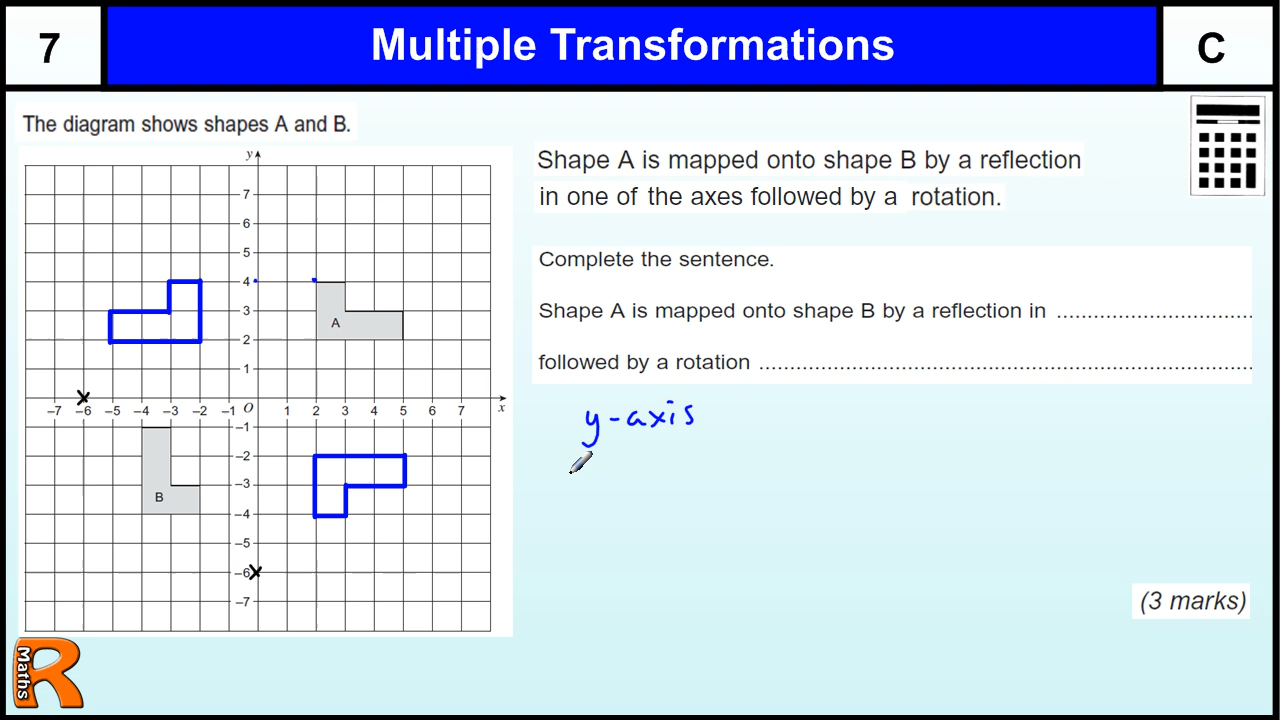 7
Multiple Transformations
C
The diagram shows shapes A and B.
y
7
6
5
4
3
2
1
–7 –6 –5 –4 –3 –2 –1 O 1 2 3 4 5 6 7 x
–1
–2
–3
–4
–5
–6
–7
A
B
Shape A is mapped onto shape B by a reflection
in one of the axes followed by a rotation.
Complete the sentence.
Shape A is mapped onto shape B by a reflection in ................................
followed by a rotation ................................................................................
y-axis
(3 marks)
Maths